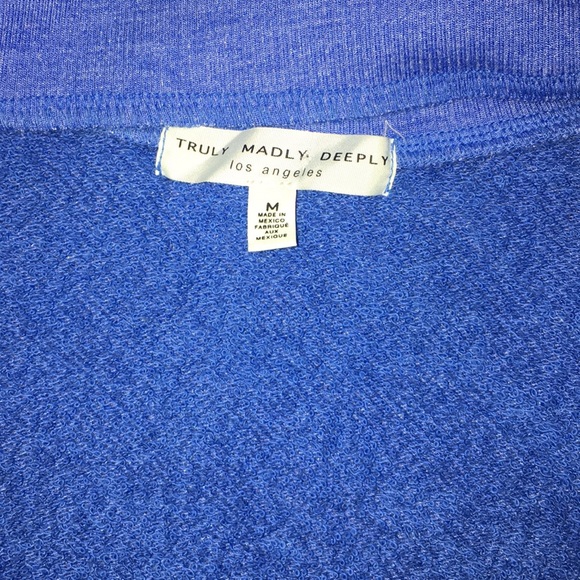 TRULY MADLY DEEPLY
los angeles
M
MADE IN
MEXICO
FABRIQUE
AUX
MEXIQUE